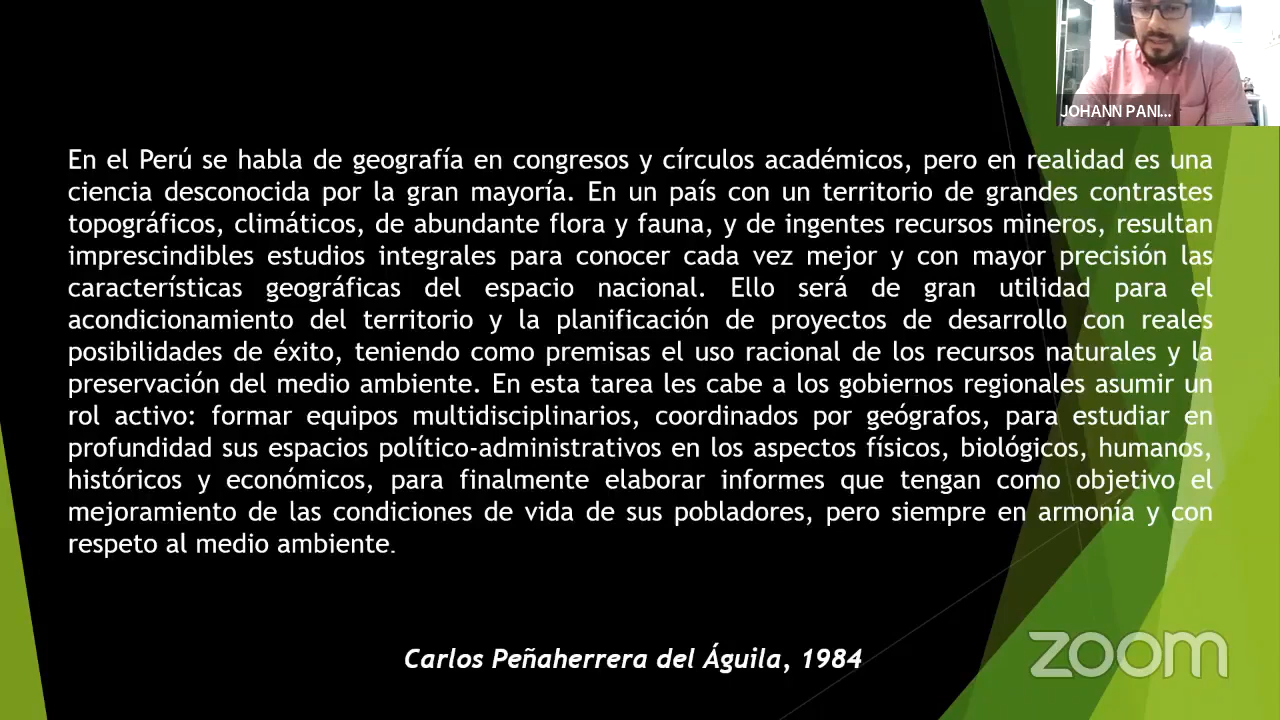 JOHANN PANI...
En el Perú se habla de geografía en congresos y círculos académicos, pero en realidad es una
ciencia desconocida por la gran mayoría. En un país con un territorio de grandes contrastes
topográficos, climáticos, de abundante flora y fauna, y de ingentes recursos mineros, resultan
imprescindibles estudios integrales para conocer cada vez mejor y con mayor precisión las
características geográficas del espacio nacional. Ello será de gran utilidad para el
acondicionamiento del territorio y la planificación de proyectos de desarrollo con reales
posibilidades de éxito, teniendo como premisas el uso racional de los recursos naturales y la
preservación del medio ambiente. En esta tarea les cabe a los gobiernos regionales asumir un
rol activo: formar equipos multidisciplinarios, coordinados por geógrafos, para estudiar en
profundidad sus espacios político-administrativos en los aspectos físicos, biológicos, humanos,
históricos y económicos, para finalmente elaborar informes que tengan como objetivo el
mejoramiento de las condiciones de vida de sus pobladores, pero siempre en armonía y con
respeto al medio ambiente.
Carlos Peñaherrera del Águila, 1984
zoom